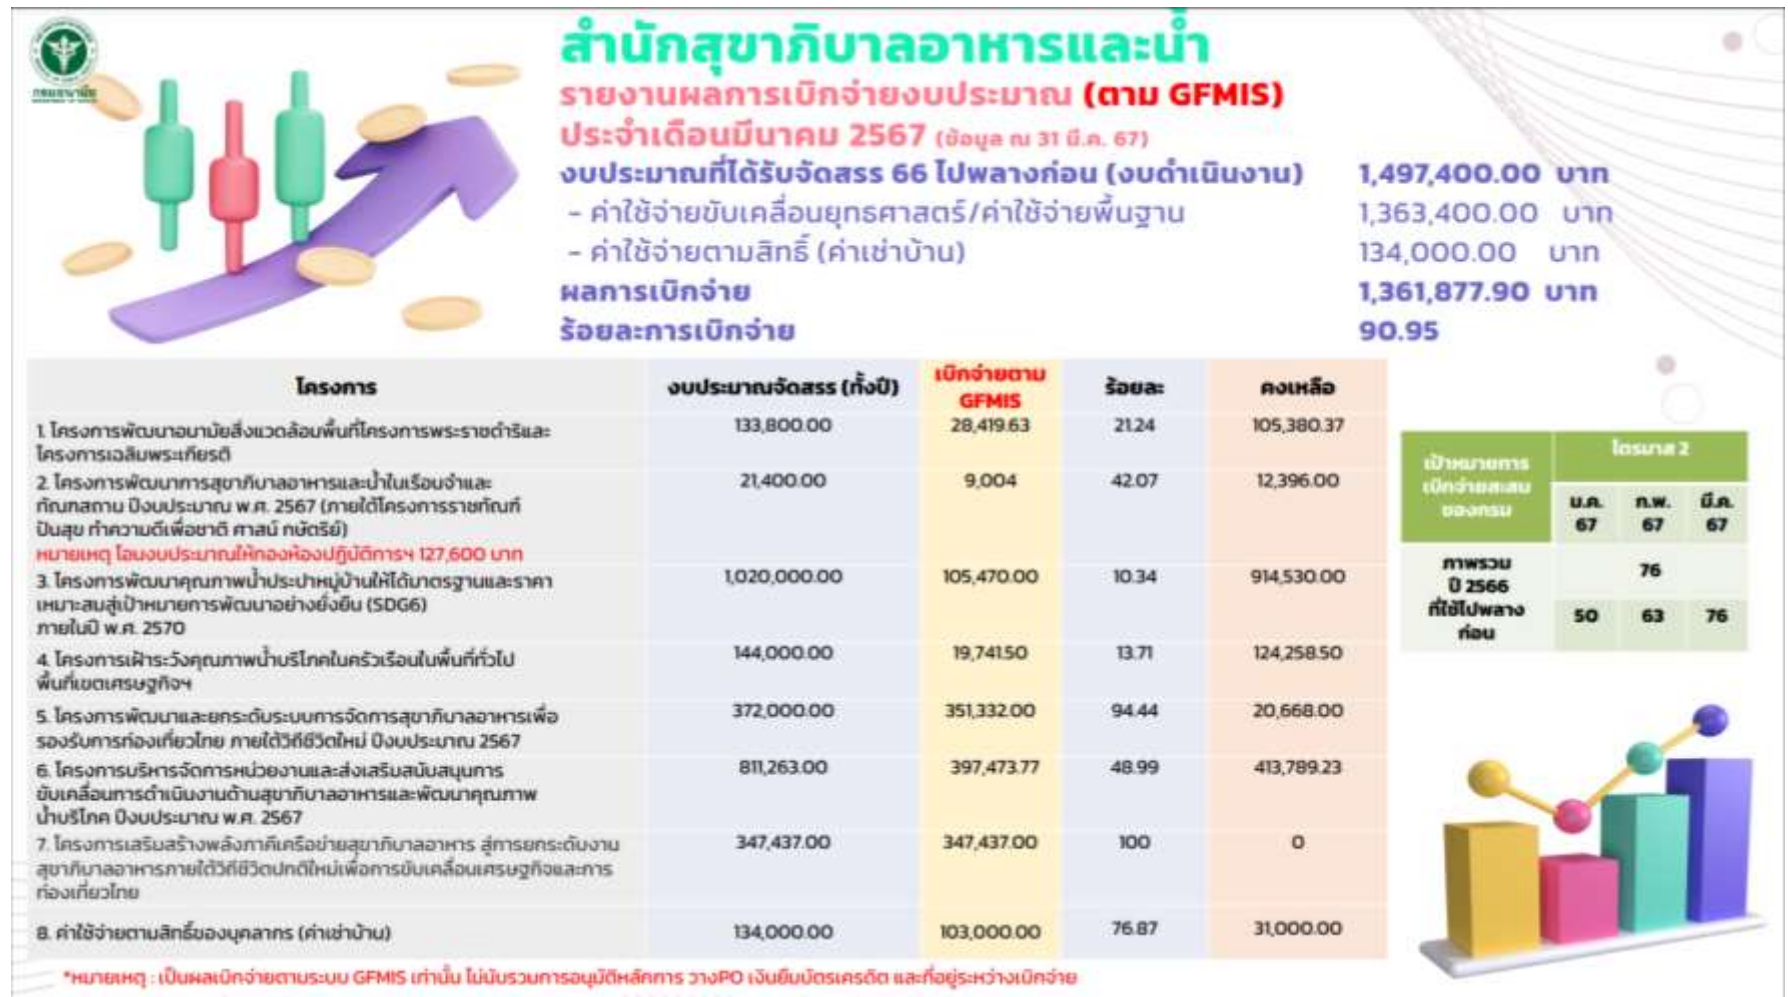 กรมอนามัย
สำนักสุขาภิบาลอาหารและน้ำ
รายงานผลการเบิกจ่ายงบประมาณ (ตาม GFMIS)
ประจำเดือนมีนาคม 2567 (ข้อมูล ณ 31 มี.ค. 67)
งบประมาณที่ได้รับจัดสรร 66 ไปพลางก่อน (งบดำเนินงาน) 1,497,400.00 บาท
- ค่าใช้จ่ายขับเคลื่อนยุทธศาสตร์/ค่าใช้จ่ายพื้นฐาน 1,363,400.00 บาท
- ค่าใช้จ่ายตามสิทธิ์ (ค่าเช่าบ้าน) 134,000.00 บาท
ผลการเบิกจ่าย 1,361,877.90 บาท
ร้อยละการเบิกจ่าย 90.95
โครงการ งบประมาณจัดสรร (ทั้งปี) เบิกจ่ายตาม GFMIS ร้อยละ คงเหลือ
1. โครงการพัฒนาอนามัยสิ่งแวดล้อมพื้นที่โครงการพระราชดำริและ 133,800.00 28,419.63 21.24 105,380.37
โครงการเฉลิมพระเกียรติ
2. โครงการพัฒนาการสุขาภิบาลอาหารและน้ำในเรือนจำและ 21,400.00 9,004 42.07 12,396.00
ทัณฑสถาน ปีงบประมาณ พ.ศ. 2567 (ภายใต้โครงการราชทัณฑ์
ปันสุข ทำความดีเพื่อชาติ ศาสน์ กษัตริย์)
หมายเหตุ โอนงบประมาณให้กองห้องปฏิบัติการฯ 127,600 บาท
3. โครงการพัฒนาคุณภาพน้ำประปาหมู่บ้านให้ได้มาตรฐานและราคา 1,020,000.00 105,470.00 10.34 914,530.00
เหมาะสมสู่เป้าหมายการพัฒนาอย่างยั่งยืน (SDG6)
ภายในปี พ.ศ. 2570
4. โครงการเฝ้าระวังคุณภาพน้ำบริโภคในครัวเรือนในพื้นที่ทั่วไป 144,000.00 19,741.50 13.71 124,258.50
พื้นที่เขตเศรษฐกิจฯ
5. โครงการพัฒนาและยกระดับระบบการจัดการสุขาภิบาลอาหารเพื่อ 372,000.00 351,332.00 94.44 20,668.00
รองรับการท่องเที่ยวไทย ภายใต้วิถีชีวิตใหม่ ปีงบประมาณ 2567
6. โครงการบริหารจัดการหน่วยงานและส่งเสริมสนับสนุนการ 811,263.00 397,473.77 48.99 413,789.23
ขับเคลื่อนการดำเนินงานด้านสุขาภิบาลอาหารและพัฒนาคุณภาพ
น้ำบริโภค ปีงบประมาณ พ.ศ. 2567
7. โครงการเสริมสร้างพลังภาคีเครือข่ายสุขาภิบาลอาหาร สู่การยกระดับงาน 347,437.00 347,437.00 100 0
สุขาภิบาลอาหารภายใต้วิถีชีวิตปกติใหม่เพื่อการขับเคลื่อนเศรษฐกิจและการ
ท่องเที่ยวไทย
8. ค่าใช้จ่ายตามสิทธิ์ของบุคลากร (ค่าเช่าบ้าน) 134,000.00 103,000.00 76.87 31,000.00
*หมายเหตุ : เป็นผลเบิกจ่ายตามระบบ GFMIS เท่านั้น ไม่นับรวมการอนุมัติหลักการ วางPO เงินยืมบัตรเครดิต และที่อยู่ระหว่างเบิกจ่าย
เป้าหมายการ ไตรมาส 2
เบิกจ่ายสะสม
ของกรม ม.ค. ก.พ. มี.ค.
67 67 67
ภาพรวม 76
ปี 2566
ที่ใช้ไปพลาง 50 63 76
ก่อน